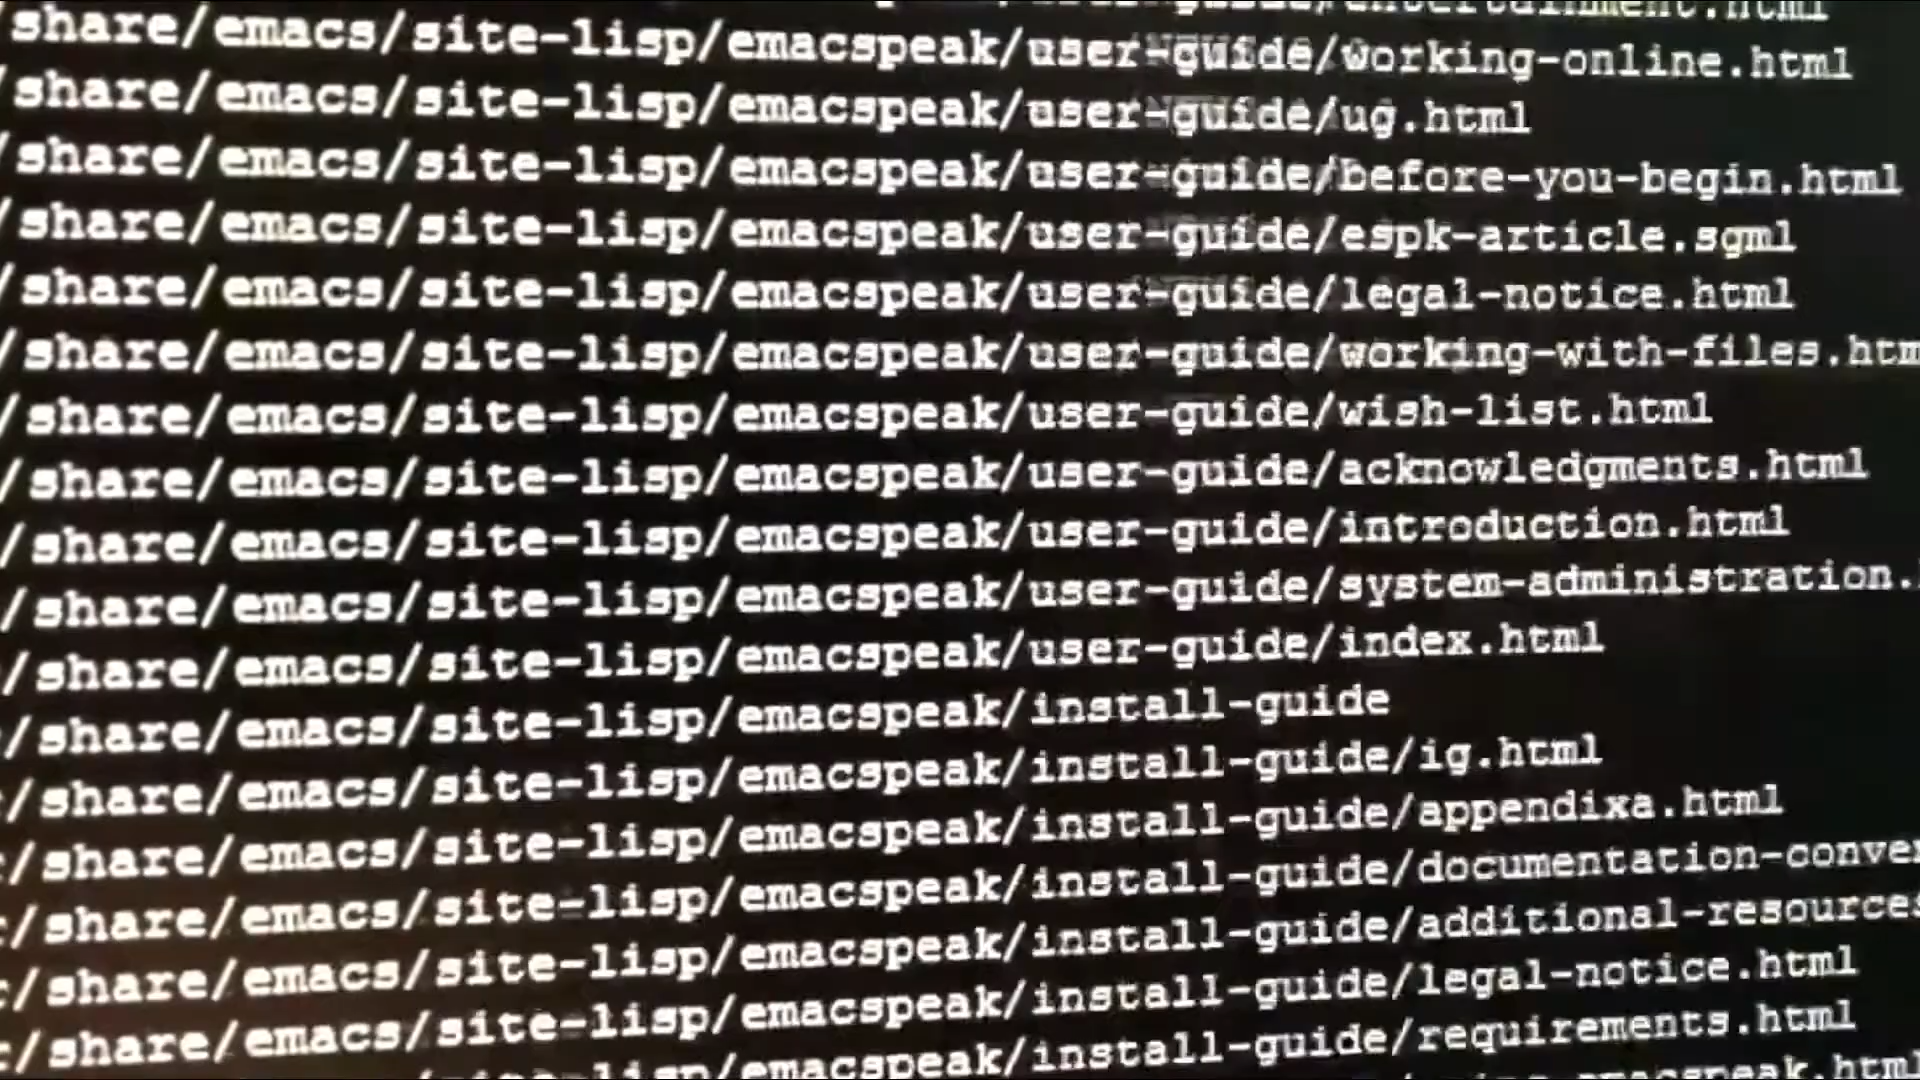 guide/entertainment.html
share/emacs/site-lisp/emacspeak/user-guide/working-online.html
/share/emacs/site-lisp/emacspeak/user-guide/ug.html
/share/emacs/site-lisp/emacspeak/user-guide/before-you-begin.html
/share/emacs/site-lisp/emacspeak/user-guide/espk-article.sgml
/share/emacs/site-lisp/emacspeak/user-guide/legal-notice.html
/share/emacs/site-lisp/emacspeak/user-guide/working-with-files.htm
/share/emacs/site-lisp/emacspeak/user-guide/wish-list.html
/share/emacs/site-lisp/emacspeak/user-guide/acknowledgments.html
/share/emacs/site-lisp/emacspeak/user-guide/introduction.html
/share/emacs/site-lisp/emacspeak/user-guide/system-administration.
/share/emacs/site-lisp/emacspeak/user-guide/index.html
/share/emacs/site-lisp/emacspeak/install-guide
/share/emacs/site-lisp/emacspeak/install-guide/ig.html
/share/emacs/site-lisp/emacspeak/install-guide/appendixa.html
/share/emacs/site-lisp/emacspeak/install-guide/documentation-conver
/share/emacs/site-lisp/emacspeak/install-guide/additional-resources
/share/emacs/site-lisp/emacspeak/install-guide/legal-notice.html
/site-lisp/emacspeak/install-guide/requirements.html
emacspeak.html